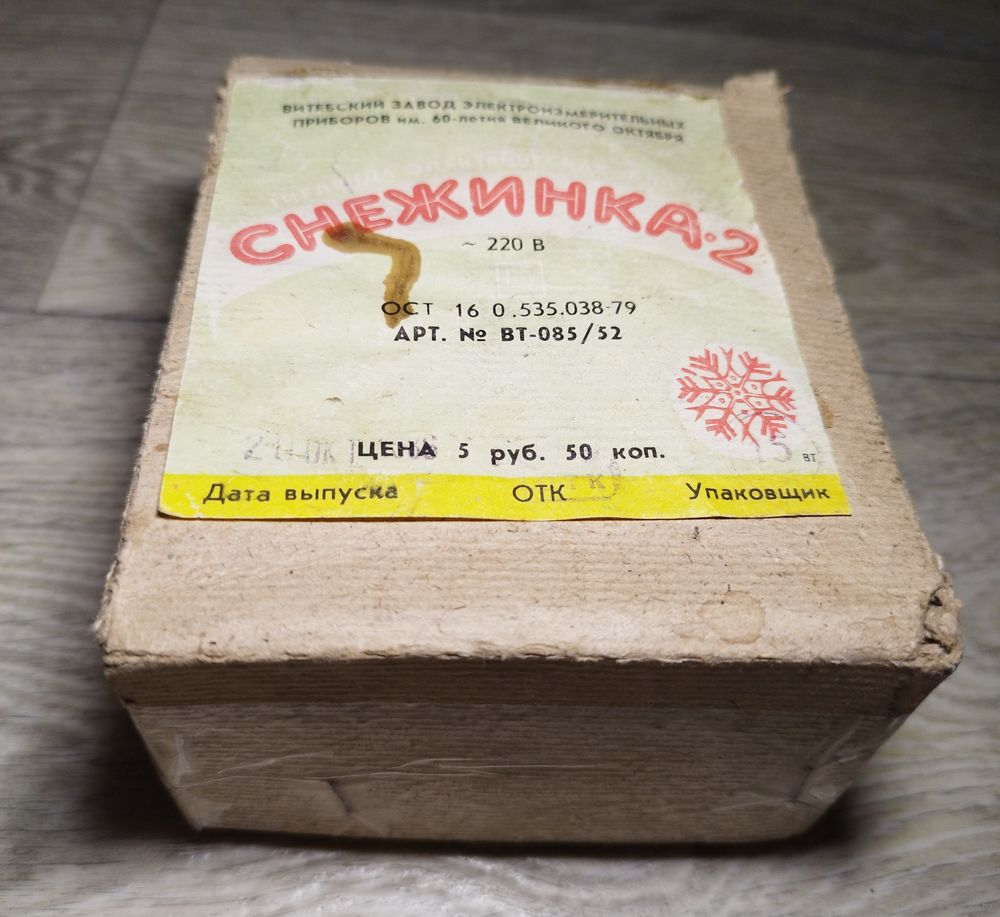 ВИТЕБСКИЙ ЗАВОД ЭЛЕКТРОИЗМЕРИТЕЛЬНЫХ
ПРИБОРОВ им. 60-летия ВЕЛИКОГО ОКТЯБРЯ
СНЕЖИНКА-2
~ 220 В
ОСТ 16 0.535.038-79
АРТ. № ВТ-085/52
ЦЕНА 5 руб. 50 коп.
вт
Дата выпуска ОТК Упаковщик